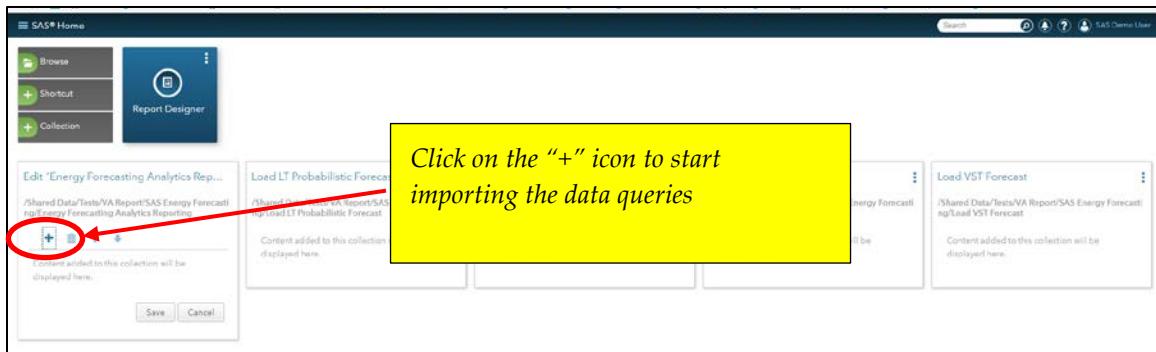 SAS® Home
Search
SAS Demo User
Browse
Shortcut
Collection
Report Designer
Click on the “+” icon to start
importing the data queries
Edit "Energy Forecasting Analytics Rep...
/Shared Data/Tests/VA Report/SAS Energy Forecasti
ng/Energy Forecasting Analytics Reporting
Content added to this collection will be
displayed here.
Save Cancel
Load LT Probabilistic Forecas
/Shared Data/Tests/VA Report/SAS
ng/Load LT Probabilistic Forecast
Content added to this collection
displayed here.
Energy Forecasti
ll be
Load VST Forecast
/Shared Data/Tests/VA Report/SAS Energy Forecasti
ng/Load VST Forecast
Content added to this collection will be
displayed here.